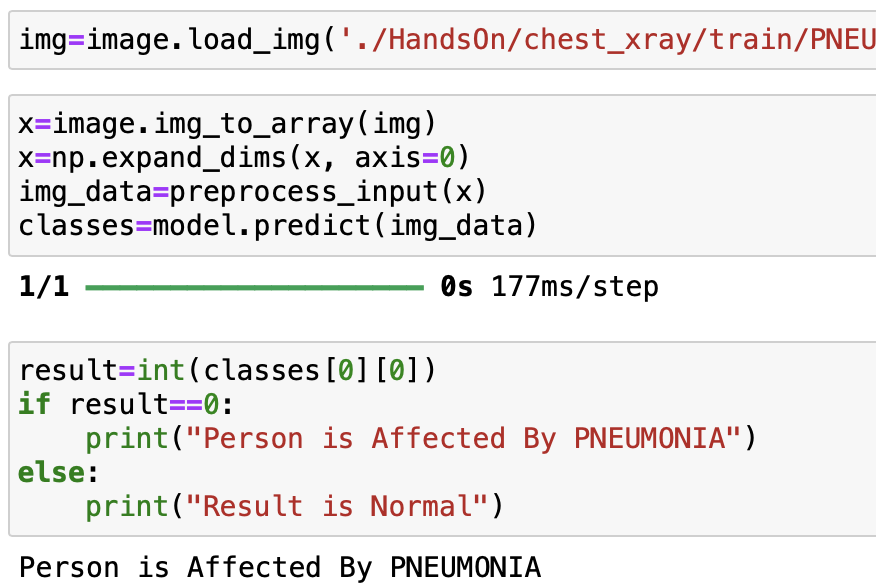 img=image.load_img('./HandsOn/chest_xray/train/PNEU
x=image.img_to_array(img)
x=np.expand_dims(x, axis=0)
img_data=preprocess_input(x)
classes=model.predict(img_data)
1/1 0s 177ms/step
result=int(classes[0][0])
if result==0:
    print("Person is Affected By PNEUMONIA")
else:
    print("Result is Normal")
Person is Affected By PNEUMONIA